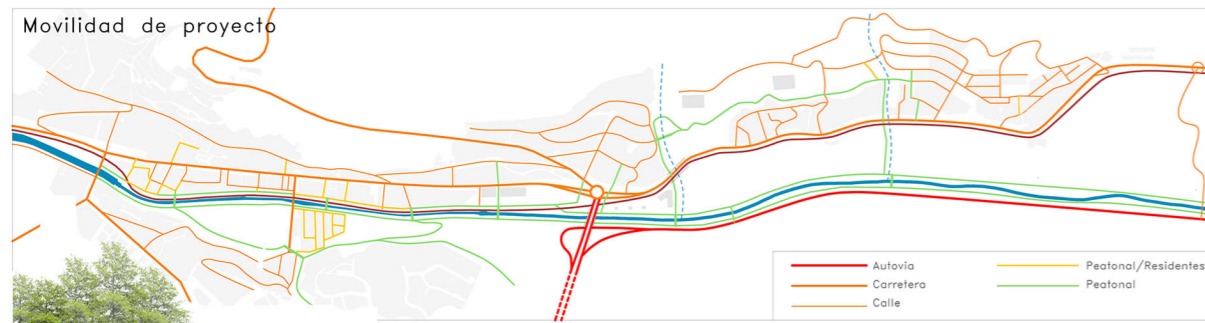 Movilidad de proyecto
Autovia
Carretera
Calle
Peatonal/Residentes
Peatonal